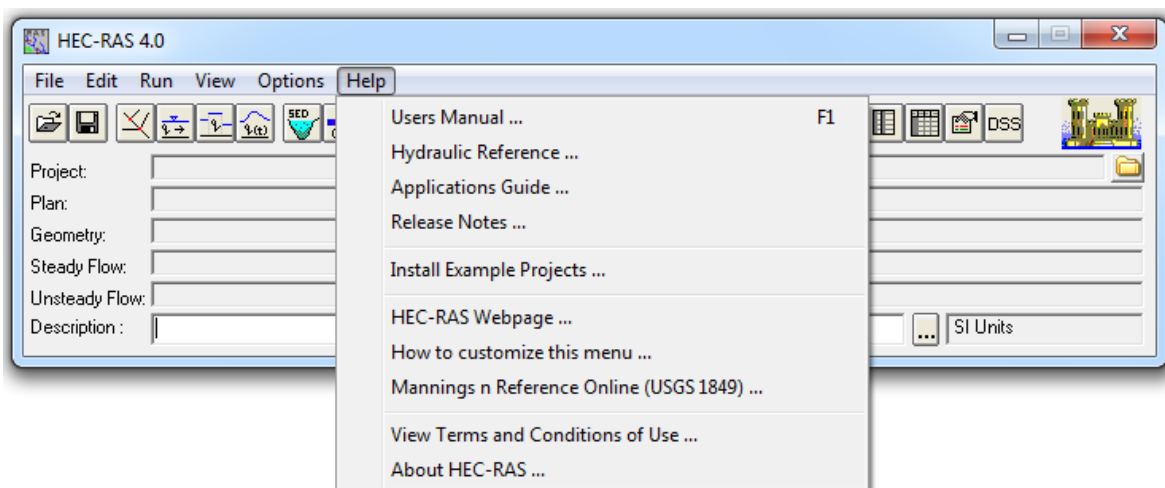 HEC-RAS 4.0
File Edit Run View Options Help
SED
DSS
Project:
Plan:
Geometry:
Steady Flow:
Unsteady Flow:
Description :
... SI Units
Users Manual ... F1
Hydraulic Reference ...
Applications Guide ...
Release Notes ...
Install Example Projects ...
HEC-RAS Webpage ...
How to customize this menu ...
Mannings n Reference Online (USGS 1849) ...
View Terms and Conditions of Use ...
About HEC-RAS ...